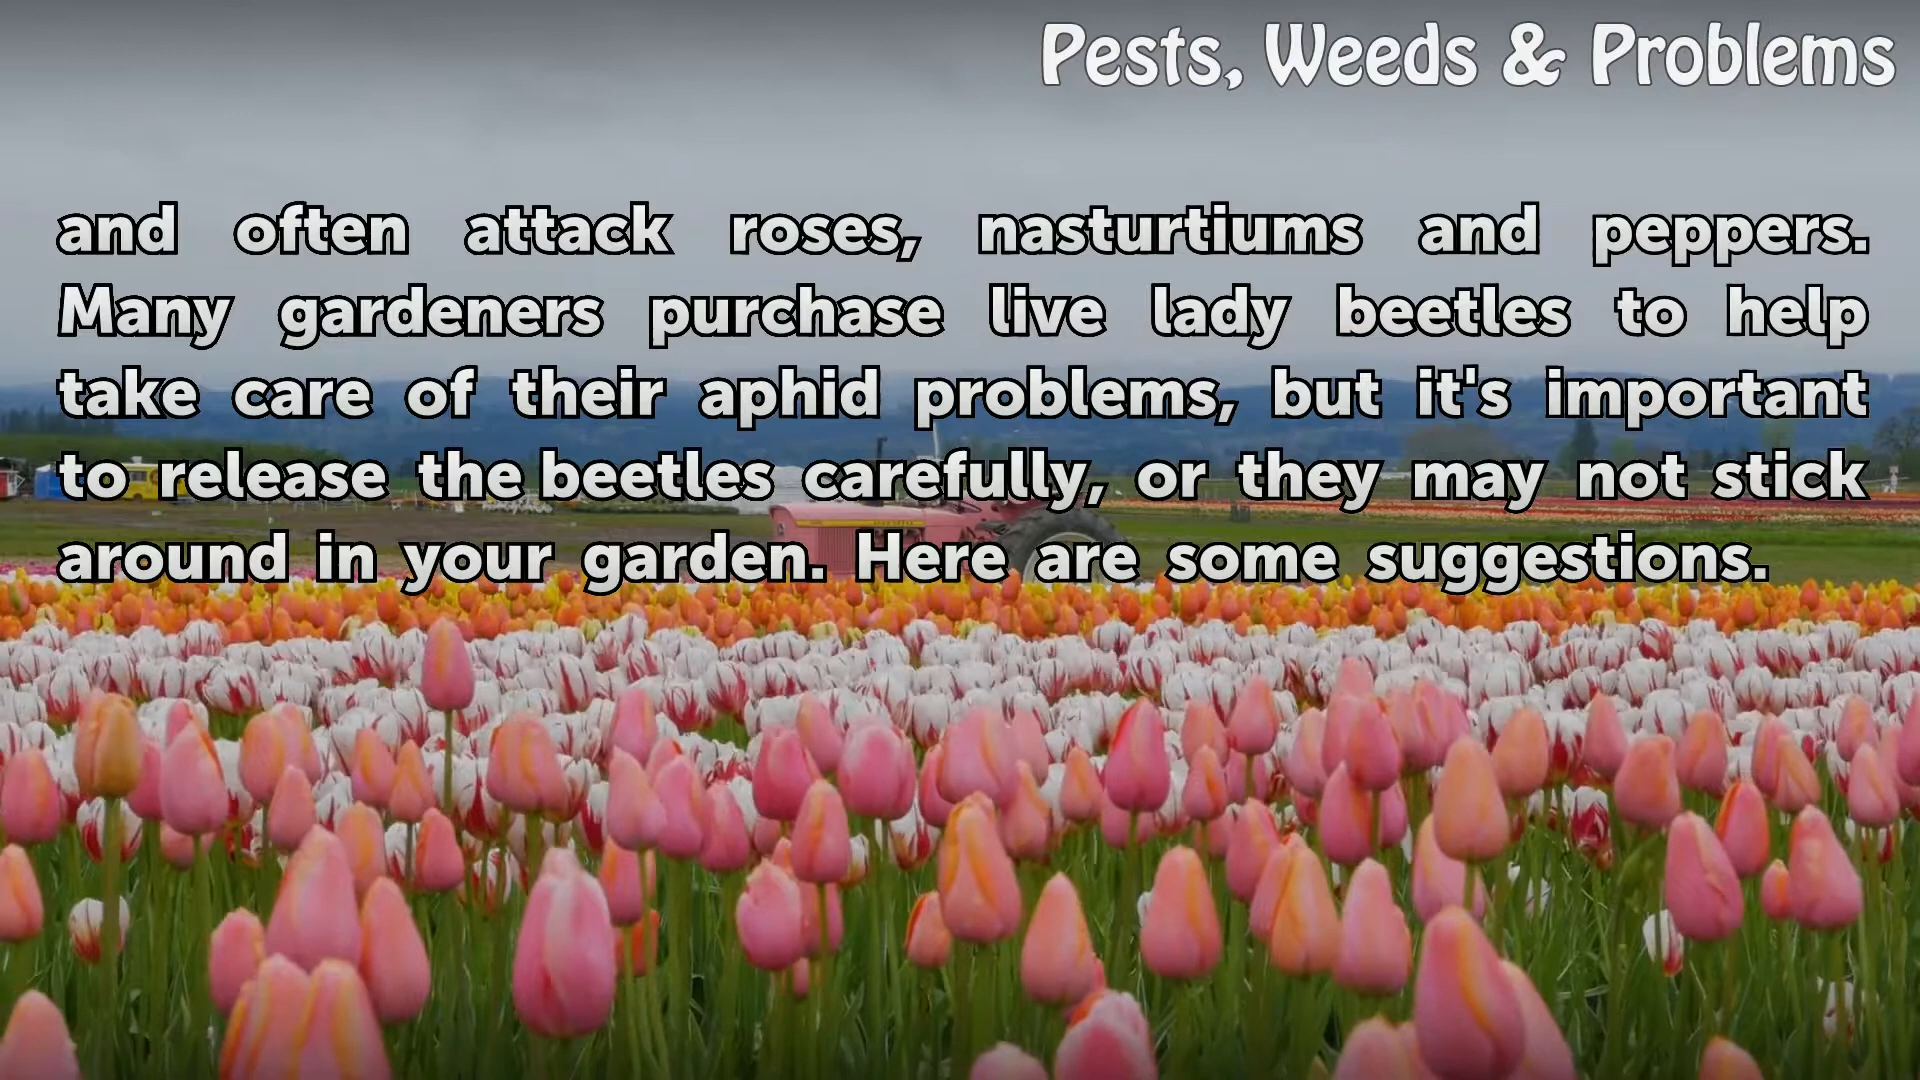 Pests, Weeds & Problems
and often attack roses, nasturtiums and peppers.
Many gardeners purchase live lady beetles to help
take care of their aphid problems, but it's important
to release the beetles carefully, or they may not stick
around in your garden. Here are some suggestions.